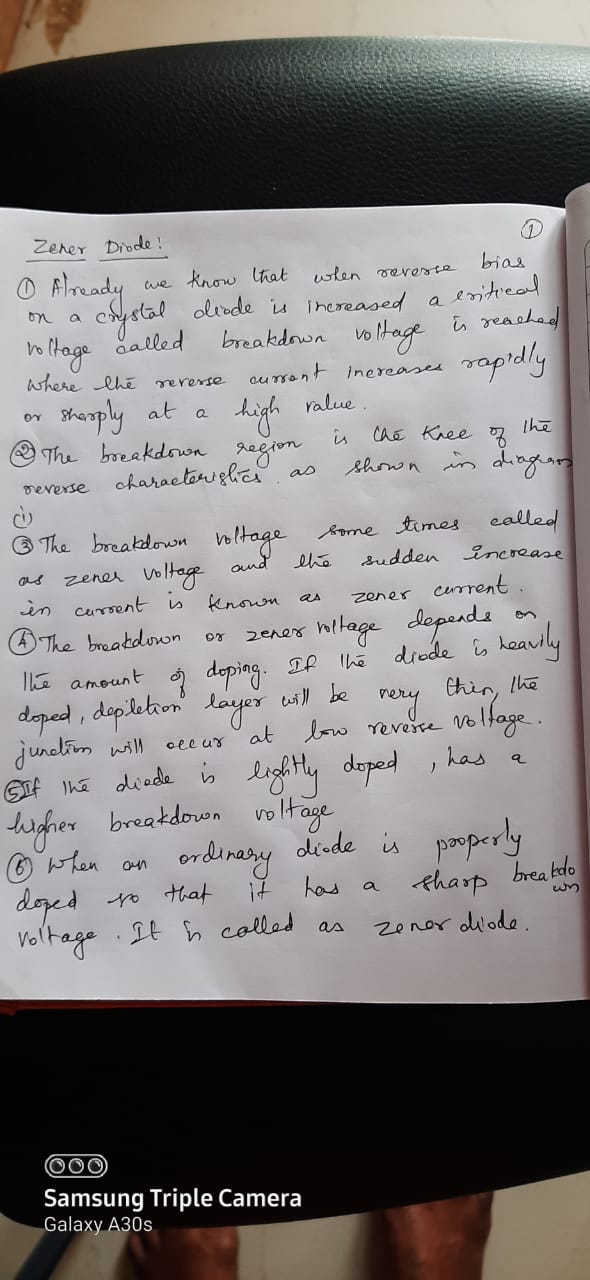 ①
Zener Diode!
① Already we know that when reverse bias
on a crystal diode is increased a critical
voltage called breakdown voltage is reached
where the reverse current increases rapidly
or sharply at a high value.
② The breakdown region is the knee of the
reverse characteristics. as shown in diagram
(i)
③ The breakdown voltage some times called
as zener voltage and the sudden increase
in current is known as zener current.
④ The breakdown or zener voltage depends on
the amount of doping. If the diode is heavily
doped, depletion layer will be very thin, the
junction will occur at low reverse voltage.
⑤ If the diode is lightly doped, has a
higher breakdown voltage
⑥ When an ordinary diode is properly
doped so that it has a sharp breakdo
wn
voltage. It is called as zener diode.
Samsung Triple Camera
Galaxy A30s